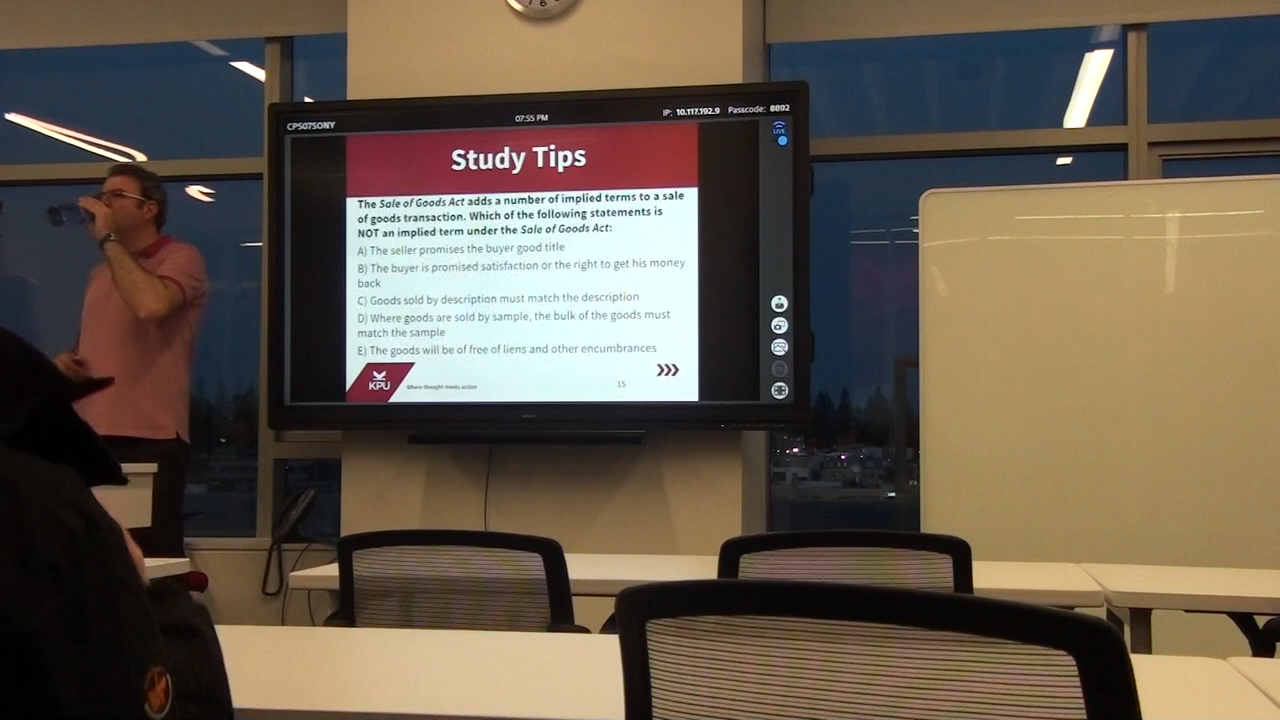 CPS07SONY 07:55 PM IP: 10.117.192.9 Passcode: 8892
LIVE
Study Tips
The Sale of Goods Act adds a number of implied terms to a sale
of goods transaction. Which of the following statements is
NOT an implied term under the Sale of Goods Act:
A) The seller promises the buyer good title
B) The buyer is promised satisfaction or the right to get his money
back
C) Goods sold by description must match the description
D) Where goods are sold by sample, the bulk of the goods must
match the sample
E) The goods will be of free of liens and other encumbrances
KPU Where thought meets action 15